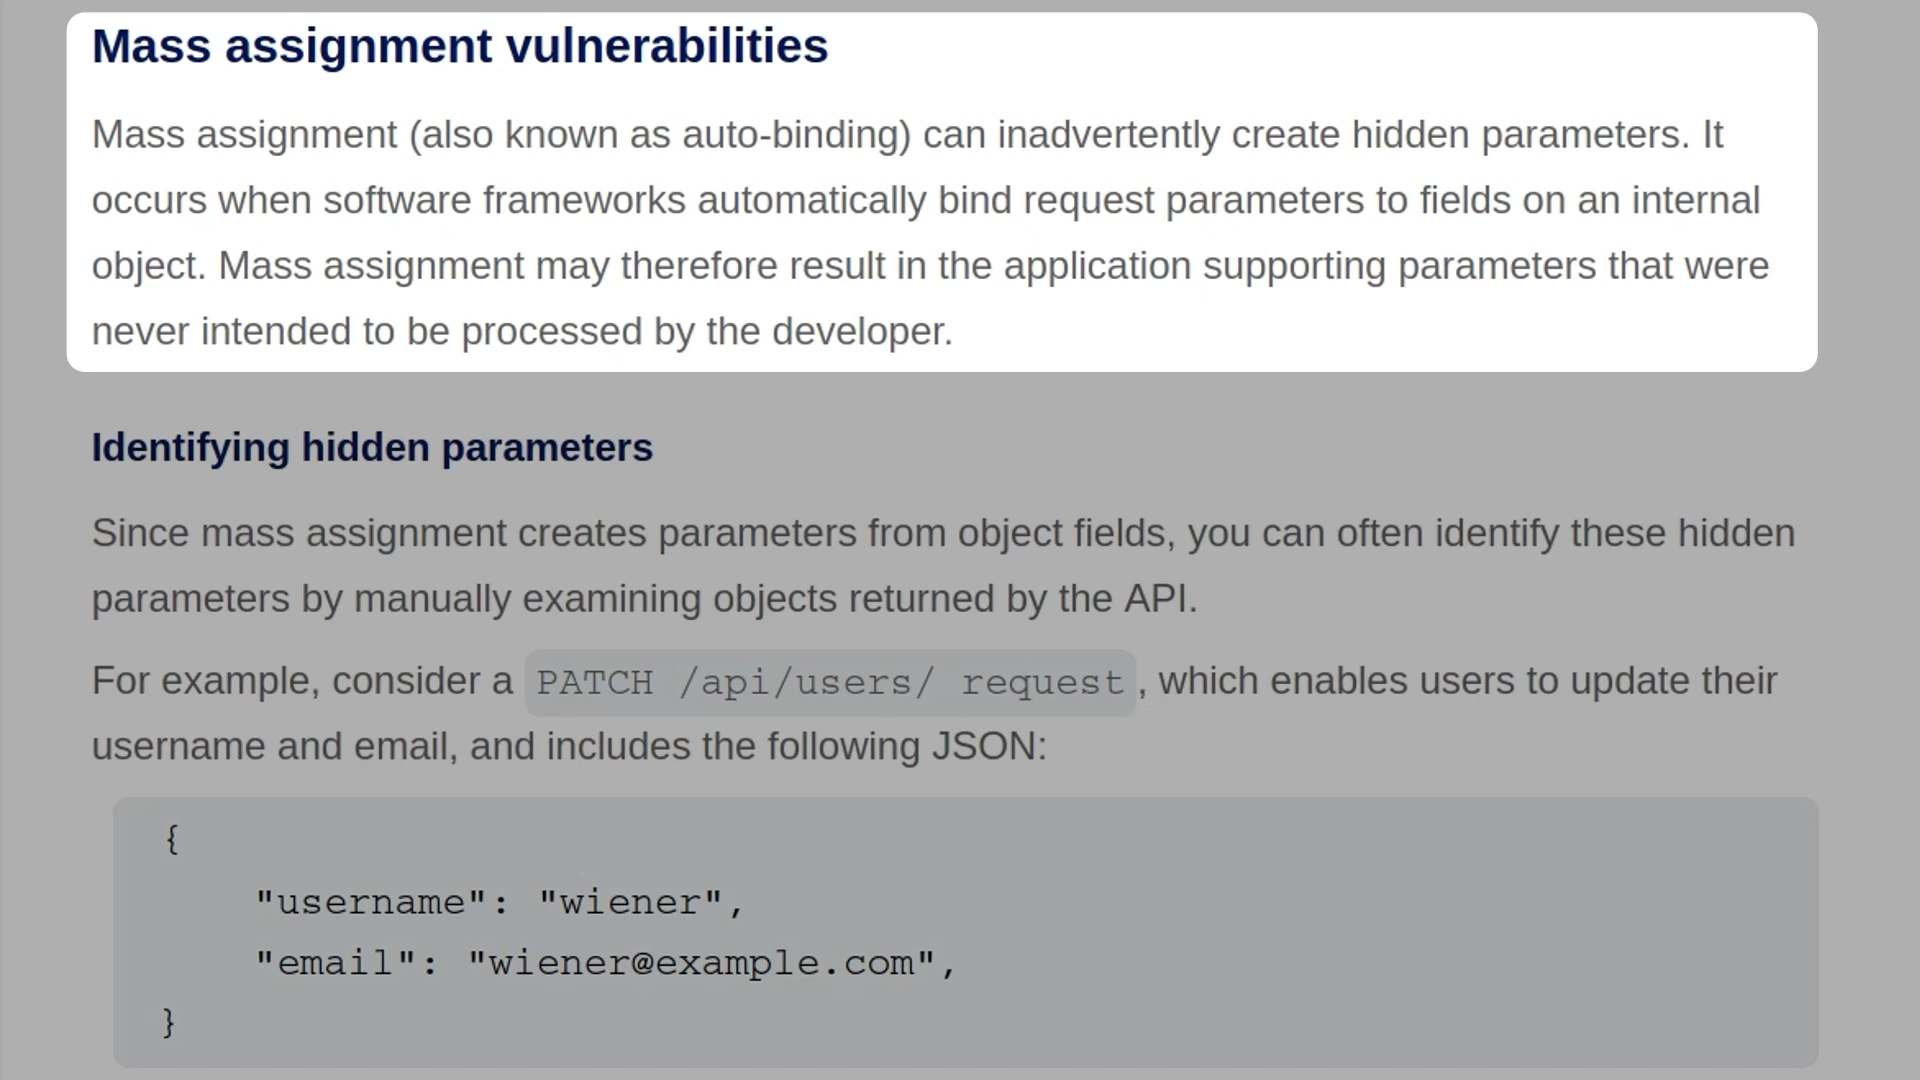 Mass assignment vulnerabilities
Mass assignment (also known as auto-binding) can inadvertently create hidden parameters. It
occurs when software frameworks automatically bind request parameters to fields on an internal
object. Mass assignment may therefore result in the application supporting parameters that were
never intended to be processed by the developer.
Identifying hidden parameters
Since mass assignment creates parameters from object fields, you can often identify these hidden
parameters by manually examining objects returned by the API.
For example, consider a PATCH /api/users/ request, which enables users to update their
username and email, and includes the following JSON:
{
    "username": "wiener",
    "email": "wiener@example.com",
}